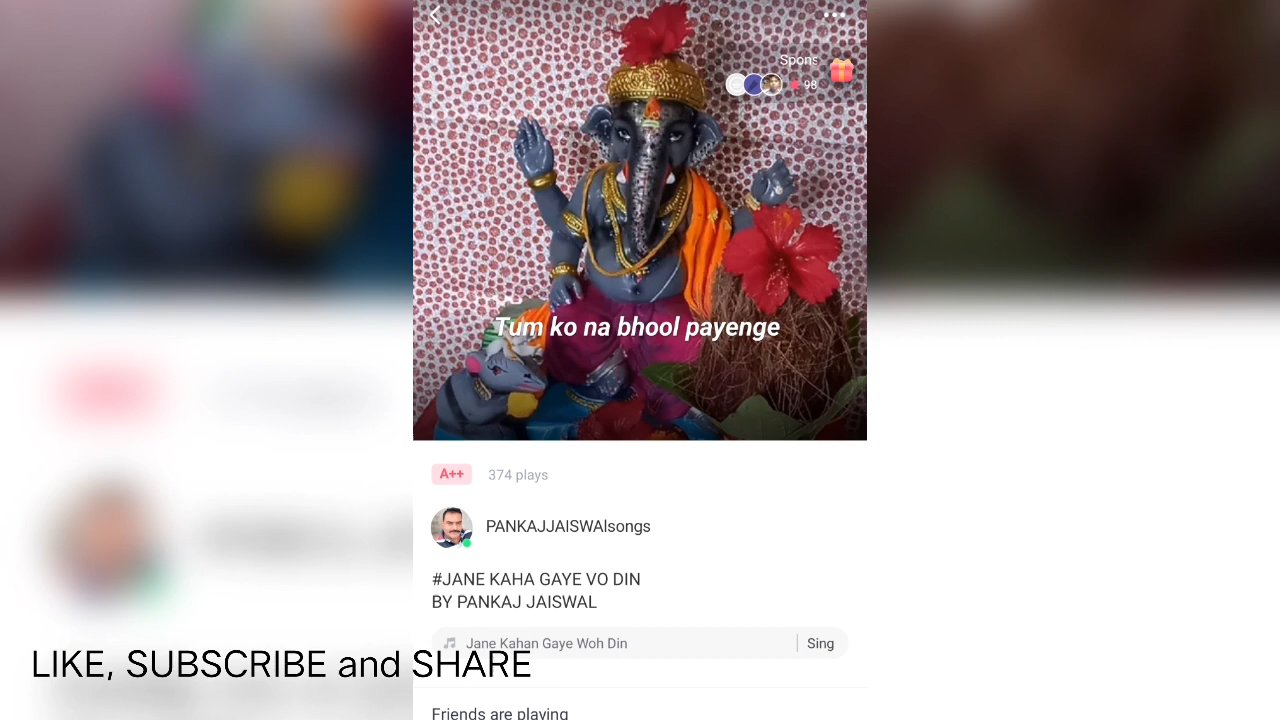 Spons
98
Tum ko na bhool payenge
A++
374 plays
PANKAJJAISWAlsongs
#JANE KAHA GAYE VO DIN
BY PANKAJ JAISWAL
Jane Kahan Gaye Woh Din
Sing
LIKE, SUBSCRIBE and SHARE
Friends are playing